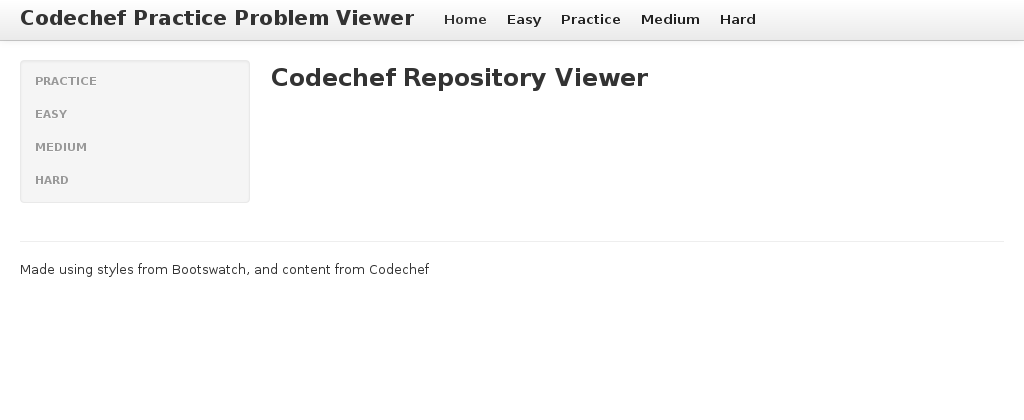 Codechef Practice Problem Viewer Home Easy Practice Medium Hard
PRACTICE
EASY
MEDIUM
HARD
Codechef Repository Viewer
Made using styles from Bootswatch, and content from Codechef